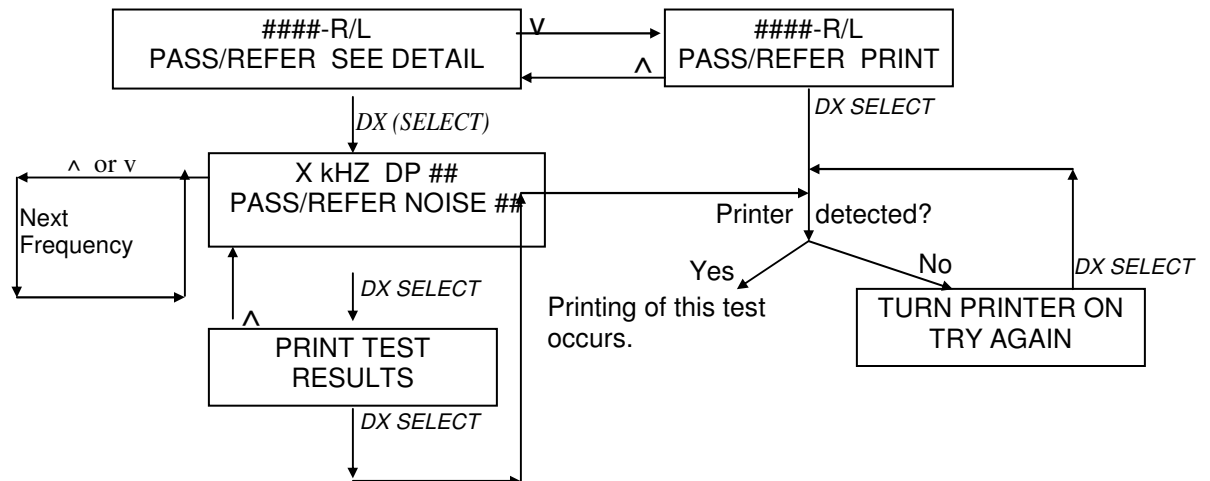 ####-R/L
PASS/REFER SEE DETAIL
v
^
####-R/L
PASS/REFER PRINT
DX (SELECT)
DX SELECT
^ or v
Next
Frequency
X kHZ DP ##
PASS/REFER NOISE ##
Printer detected?
Yes
No
DX SELECT
DX SELECT
^
Printing of this test
occurs.
TURN PRINTER ON
TRY AGAIN
PRINT TEST
RESULTS
DX SELECT